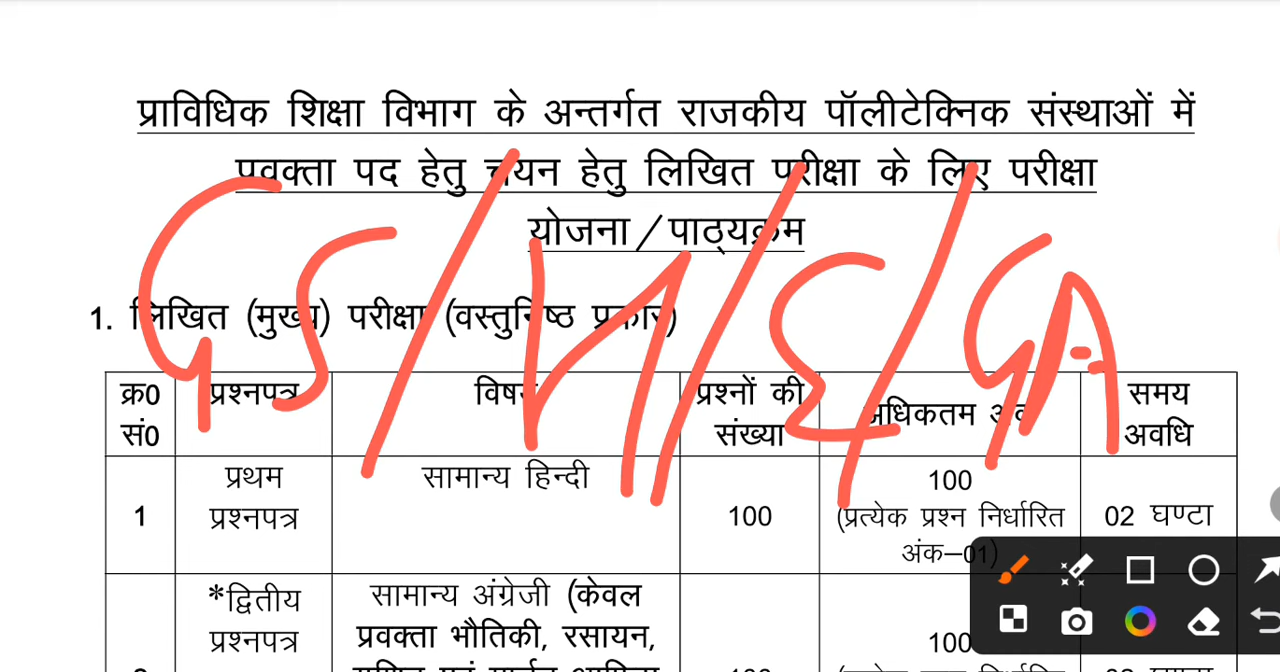 प्राविधिक शिक्षा विभाग के अन्तर्गत राजकीय पॉलीटेक्निक संस्थाओं में
प्रवक्ता पद हेतु चयन हेतु लिखित परीक्षा के लिए परीक्षा
योजना/पाठ्यक्रम
GS/M/E/GA
1. लिखित (मुख्य) परीक्षा (वस्तुनिष्ठ प्रकार)
क्र0 सं0 प्रश्नपत्र विषय प्रश्नों की संख्या अधिकतम अंक समय अवधि
1 प्रथम प्रश्नपत्र सामान्य हिन्दी 100 100 (प्रत्येक प्रश्न निर्धारित अंक–01) 02 घण्टा
*द्वितीय प्रश्नपत्र सामान्य अंग्रेजी (केवल प्रवक्ता भौतिकी, रसायन, 100